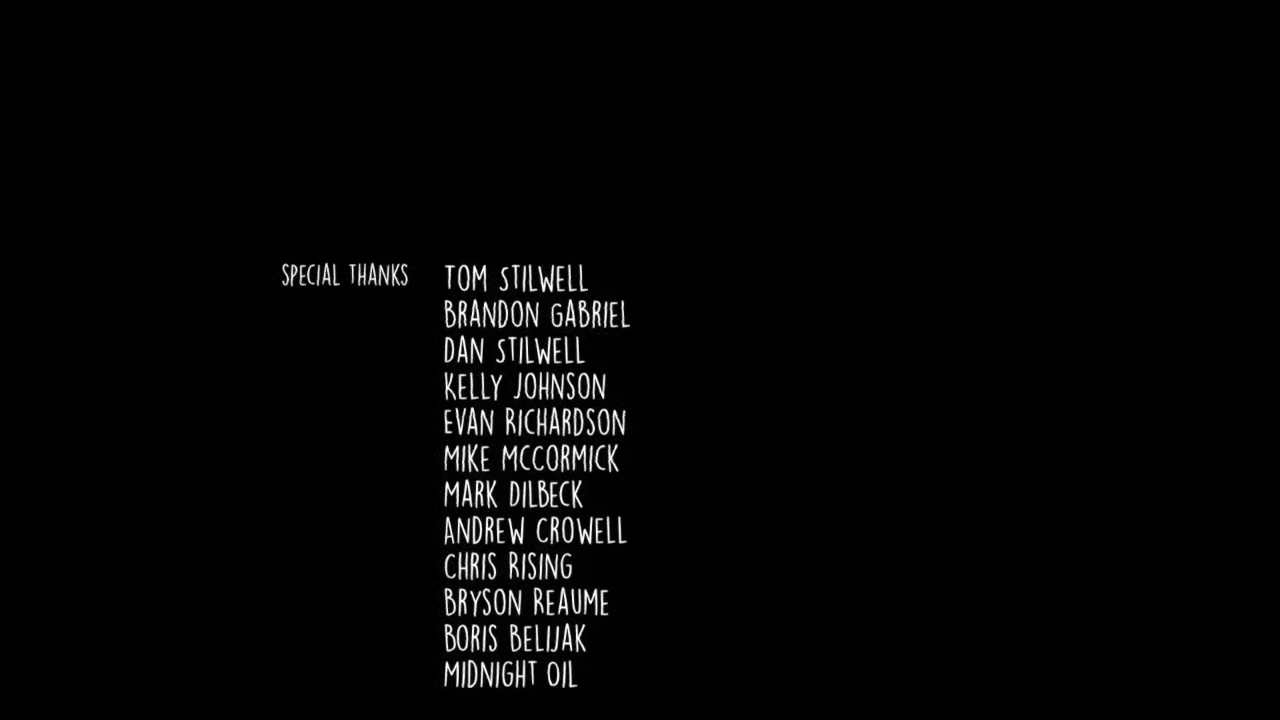 SPECIAL THANKS TOM STILWELL
BRANDON GABRIEL
DAN STILWELL
KELLY JOHNSON
EVAN RICHARDSON
MIKE MCCORMICK
MARK DILBECK
ANDREW CROWELL
CHRIS RISING
BRYSON REAUME
BORIS BELIJAK
MIDNIGHT OIL